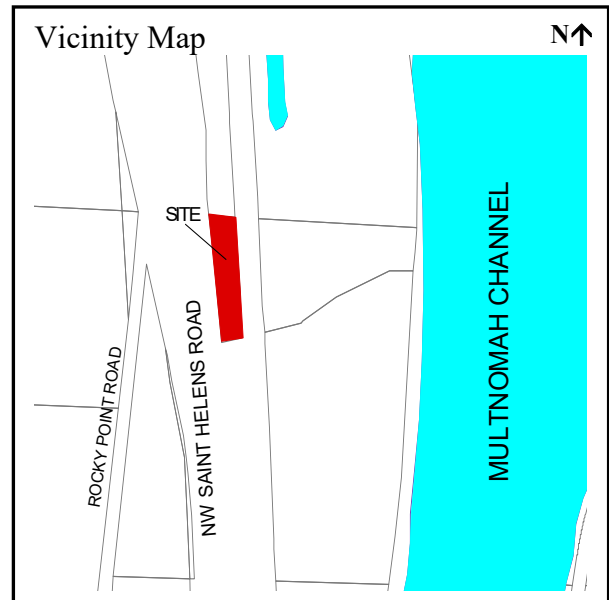 Vicinity Map
N↑
SITE
ROCKY POINT ROAD
NW SAINT HELENS ROAD
MULTNOMAH CHANNEL